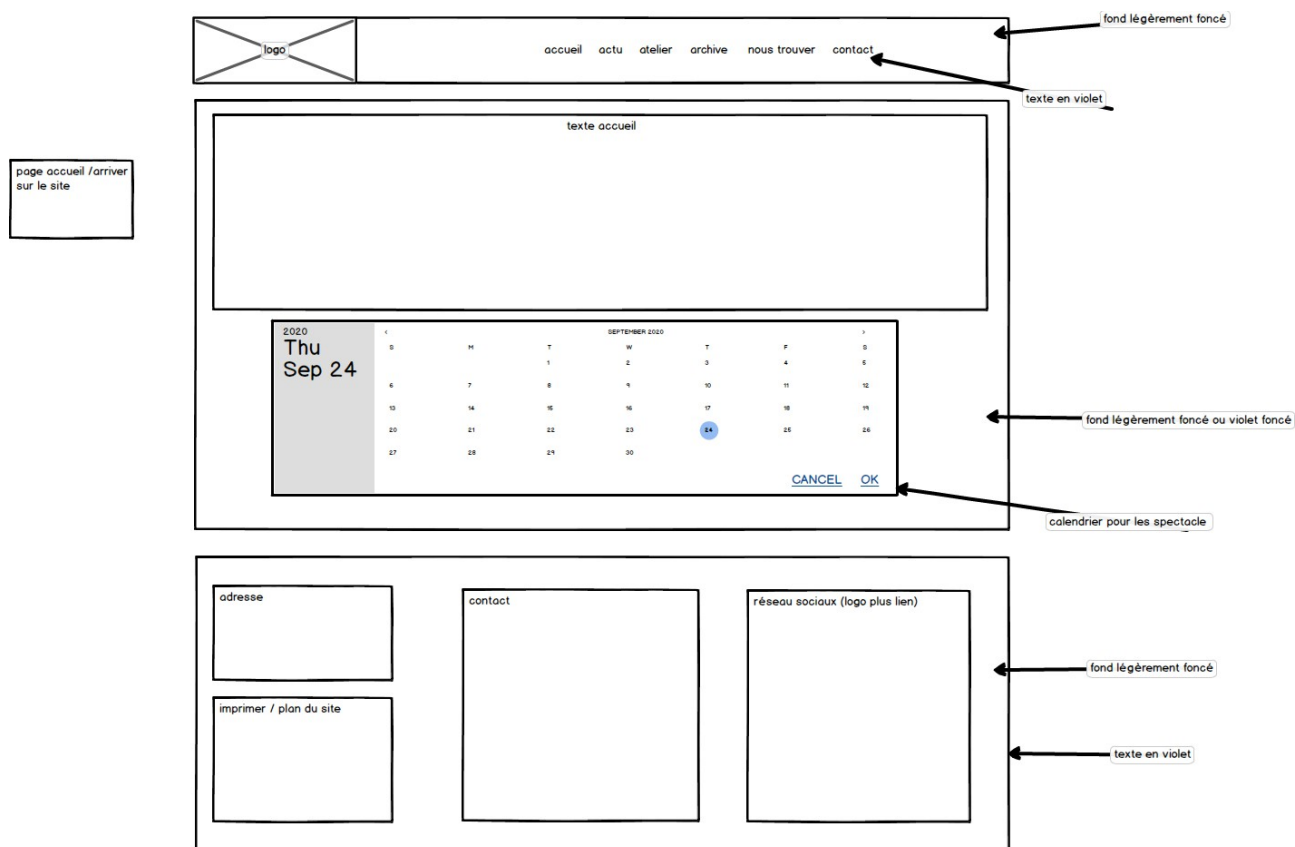 fond légèrement foncé
logo
accueil actu atelier archive nous trouver contact
texte en violet
texte accueil
page accueil /arriver
sur le site
2020
Thu
Sep 24
‹ SEPTEMBER 2020 ›
S M T W T F S
1 2 3 4 5
6 7 8 9 10 11 12
13 14 15 16 17 18 19
20 21 22 23 24 25 26
27 28 29 30
CANCEL OK
fond légèrement foncé ou violet foncé
calendrier pour les spectacle
adresse
contact
réseau sociaux (logo plus lien)
fond légèrement foncé
imprimer / plan du site
texte en violet